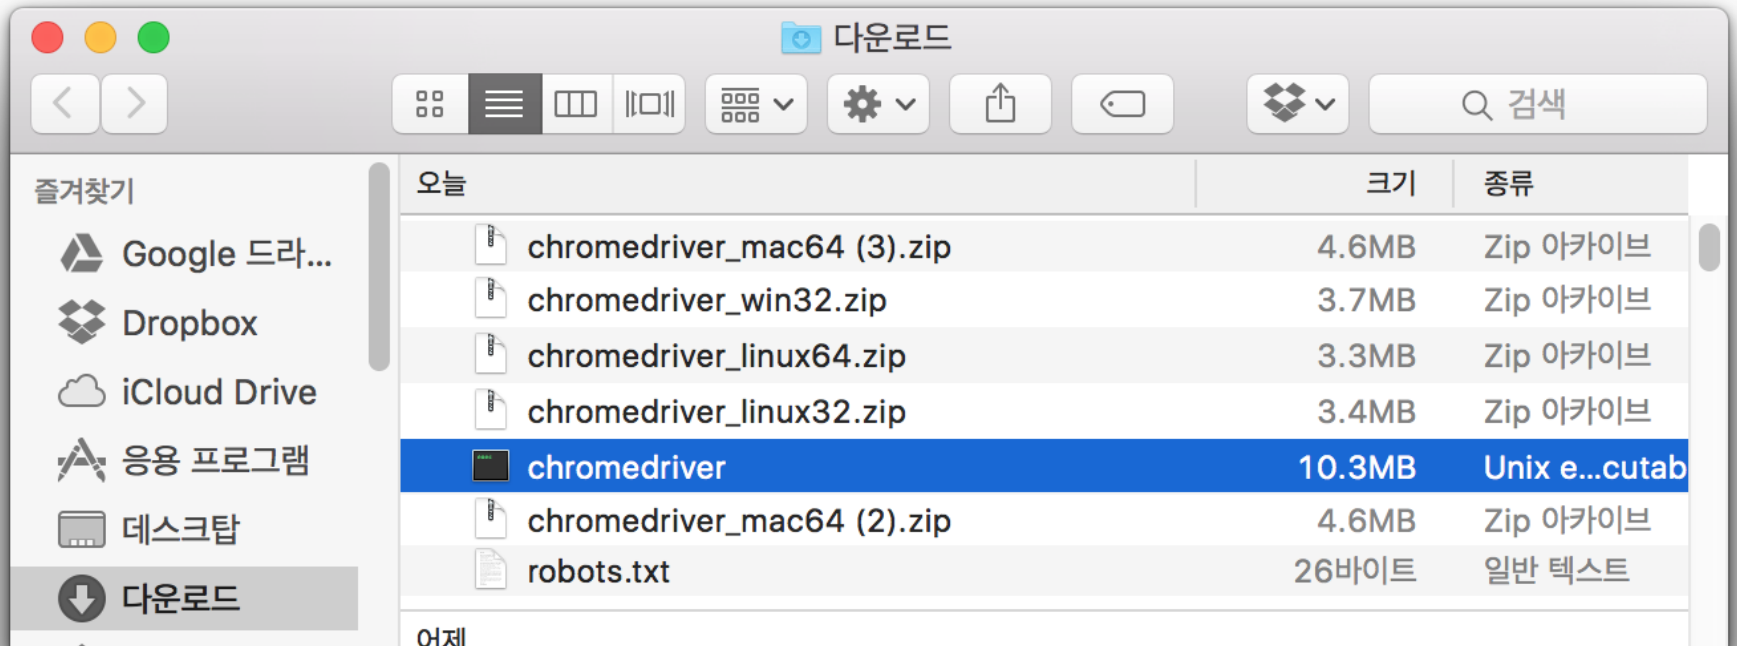 다운로드
검색
즐겨찾기
Google 드라...
Dropbox
iCloud Drive
응용 프로그램
데스크탑
다운로드
오늘 크기 종류
chromedriver_mac64 (3).zip 4.6MB Zip 아카이브
chromedriver_win32.zip 3.7MB Zip 아카이브
chromedriver_linux64.zip 3.3MB Zip 아카이브
chromedriver_linux32.zip 3.4MB Zip 아카이브
chromedriver 10.3MB Unix e...cutab
chromedriver_mac64 (2).zip 4.6MB Zip 아카이브
robots.txt 26바이트 일반 텍스트
어제